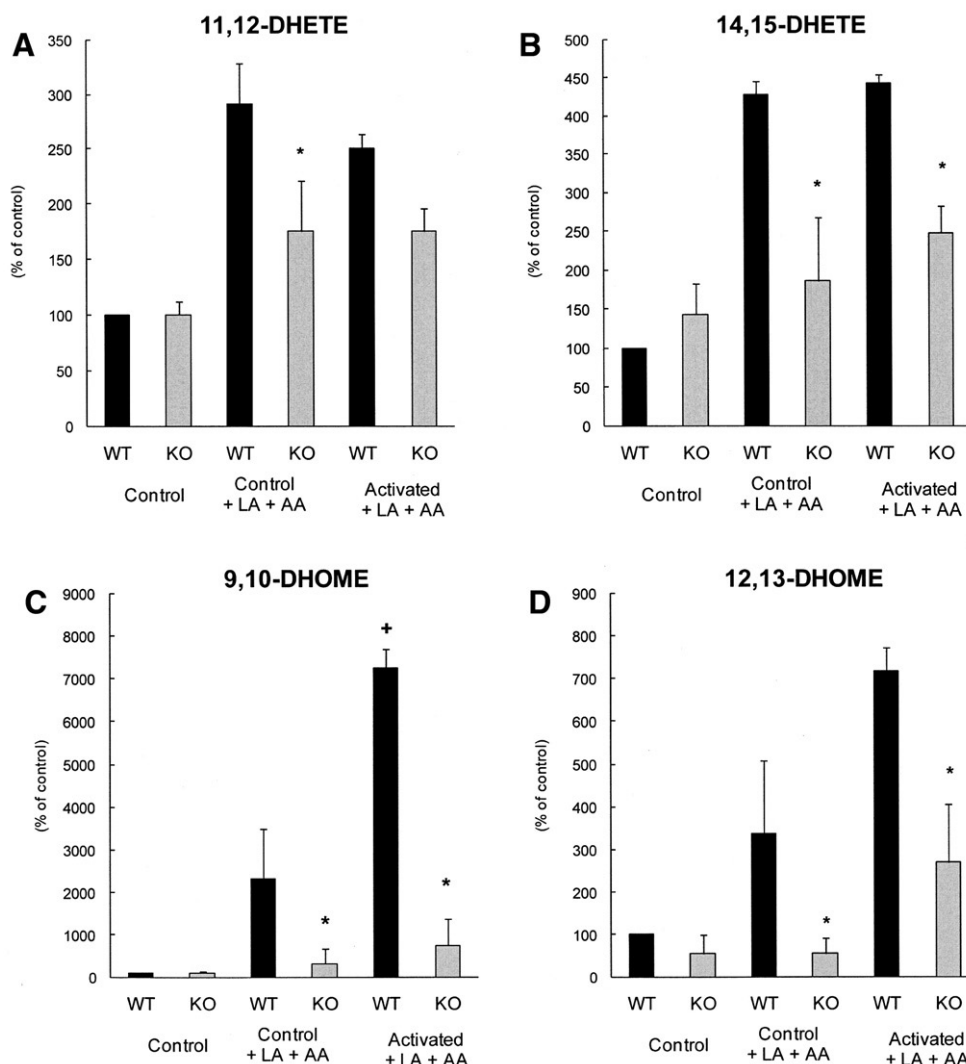 A
11,12-DHETE
(% of control)
350
300
250
200
150
100
50
0
*
WT KO WT KO WT KO
Control
Control
+ LA + AA
Activated
+ LA + AA
B
14,15-DHETE
(% of control)
500
450
400
350
300
250
200
150
100
50
0
*
*
WT KO WT KO WT KO
Control
Control
+ LA + AA
Activated
+ LA + AA
C
9,10-DHOME
(% of control)
9000
8000
7000
6000
5000
4000
3000
2000
1000
0
+
*
*
WT KO WT KO WT KO
Control
Control
+ LA + AA
Activated
+ LA + AA
D
12,13-DHOME
(% of control)
900
800
700
600
500
400
300
200
100
0
*
*
WT KO WT KO WT KO
Control
Control
+ LA + AA
Activated
+ LA + AA